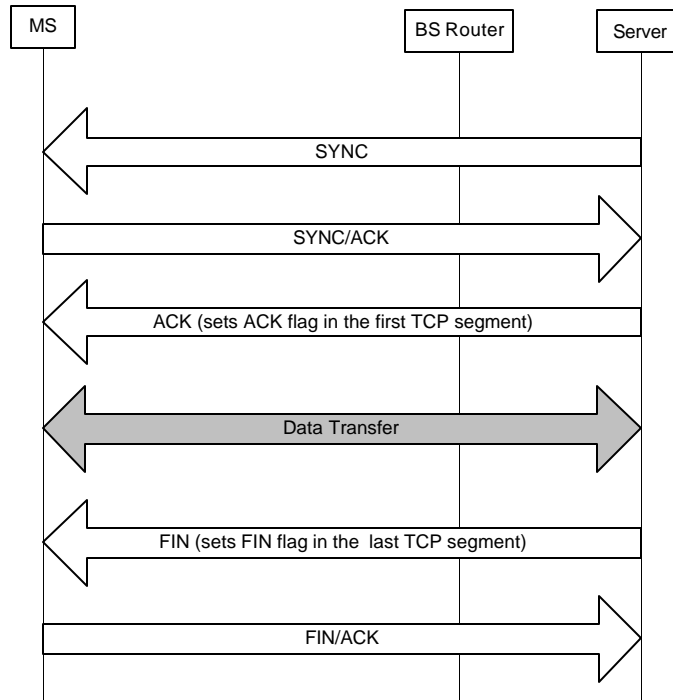 MS
BS Router
Server
SYNC
SYNC/ACK
ACK (sets ACK flag in the first TCP segment)
Data Transfer
FIN (sets FIN flag in the last TCP segment)
FIN/ACK